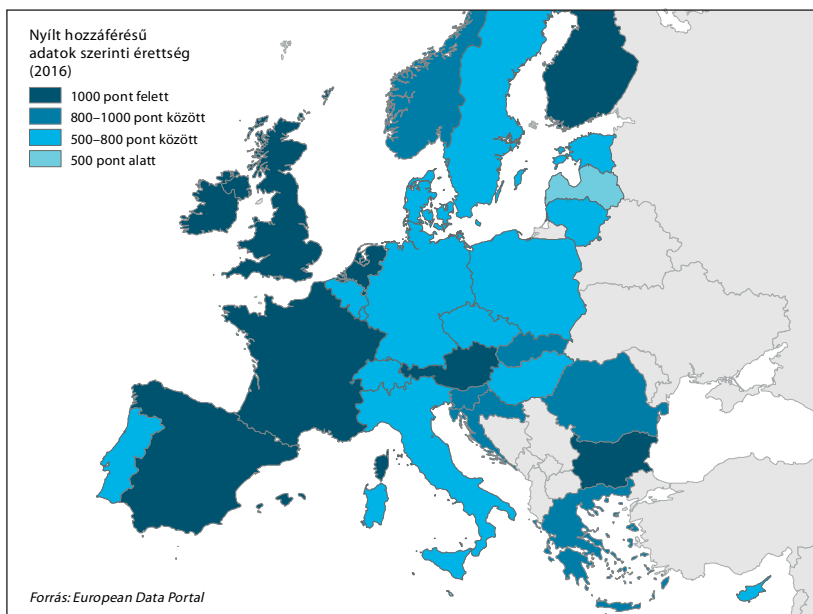 Nyílt hozzáférésű
adatok szerinti érettség
(2016)
1000 pont felett
800–1000 pont között
500–800 pont között
500 pont alatt
Forrás: European Data Portal